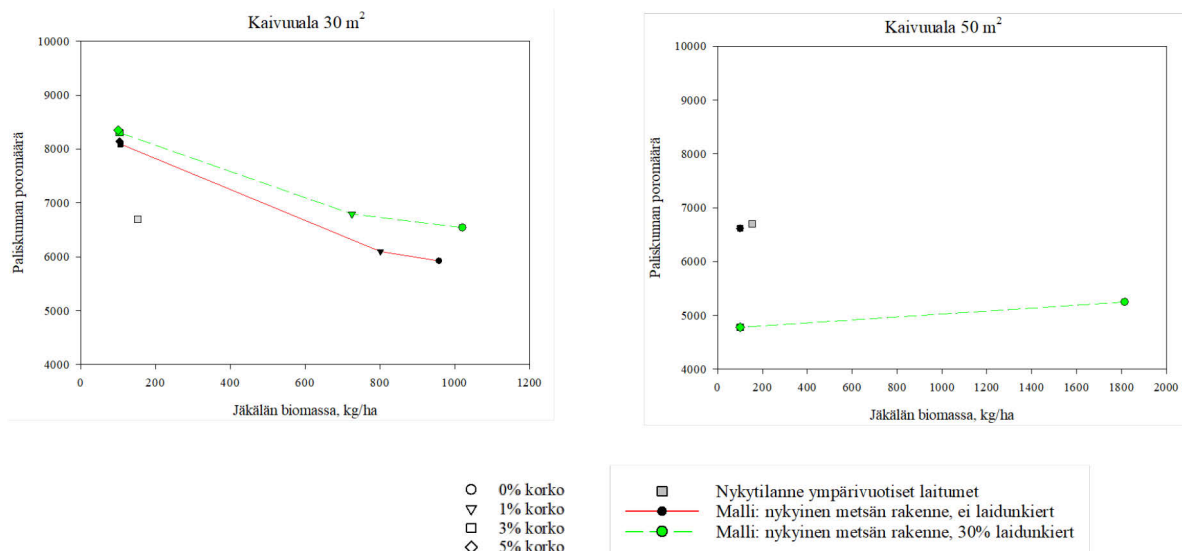 Kaivuuala 30 m²
10000
9000
8000
7000
6000
5000
4000
Paliskunnan poromäärä
0 200 400 600 800 1000 1200
Jäkälän biomassa, kg/ha
Kaivuuala 50 m²
10000
9000
8000
7000
6000
5000
4000
Paliskunnan poromäärä
0 200 400 600 800 1000 1200 1400 1600 1800 2000
Jäkälän biomassa, kg/ha
0% korko
1% korko
3% korko
5% korko
Nykytilanne ympärivuotiset laitumet
Malli: nykyinen metsän rakenne, ei laidunkiert
Malli: nykyinen metsän rakenne, 30% laidunkiert